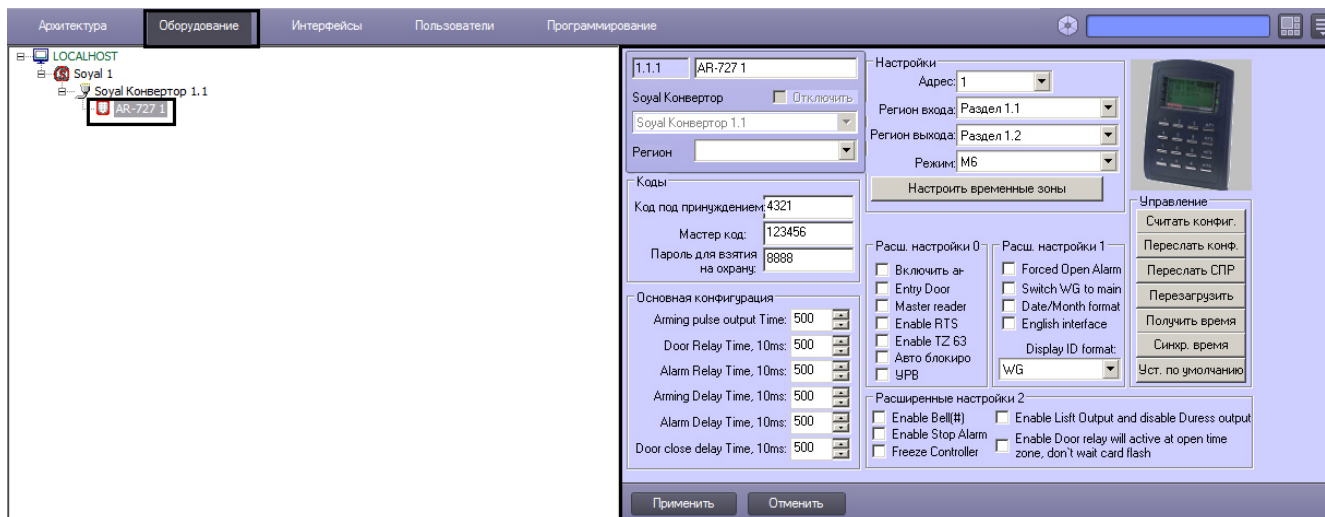 Архитектура Оборудование Интерфейсы Пользователи Программирование
LOCALHOST
Soyal 1
Soyal Конвертор 1.1
AR-727 1
1.1.1 AR-727 1
Soyal Конвертор Отключить
Soyal Конвертор 1.1
Регион
Коды
Код под принуждением: 4321
Мастер код: 123456
Пароль для взятия
на охрану: 8888
Основная конфигурация
Arming pulse output Time: 500
Door Relay Time, 10ms: 500
Alarm Relay Time, 10ms: 500
Arming Delay Time, 10ms: 500
Alarm Delay Time, 10ms: 500
Door close delay Time, 10ms: 500
Настройки
Адрес: 1
Регион входа: Раздел 1.1
Регион выхода: Раздел 1.2
Режим: M6
Настроить временные зоны
Расш. настройки 0
Включить ан
Entry Door
Master reader
Enable RTS
Enable TZ 63
Авто блокиро
УРВ
Расш. настройки 1
Forced Open Alarm
Switch WG to main
Date/Month format
English interface
Display ID format:
WG
Управление
Считать конфиг.
Переслать конф.
Переслать СПР
Перезагрузить
Получить время
Синхр. время
Уст. по умолчанию
Расширенные настройки 2
Enable Bell(#)
Enable Stop Alarm
Freeze Controller
Enable Lisft Output and disable Duress output
Enable Door relay will active at open time
zone, don`t wait card flash
Применить Отменить